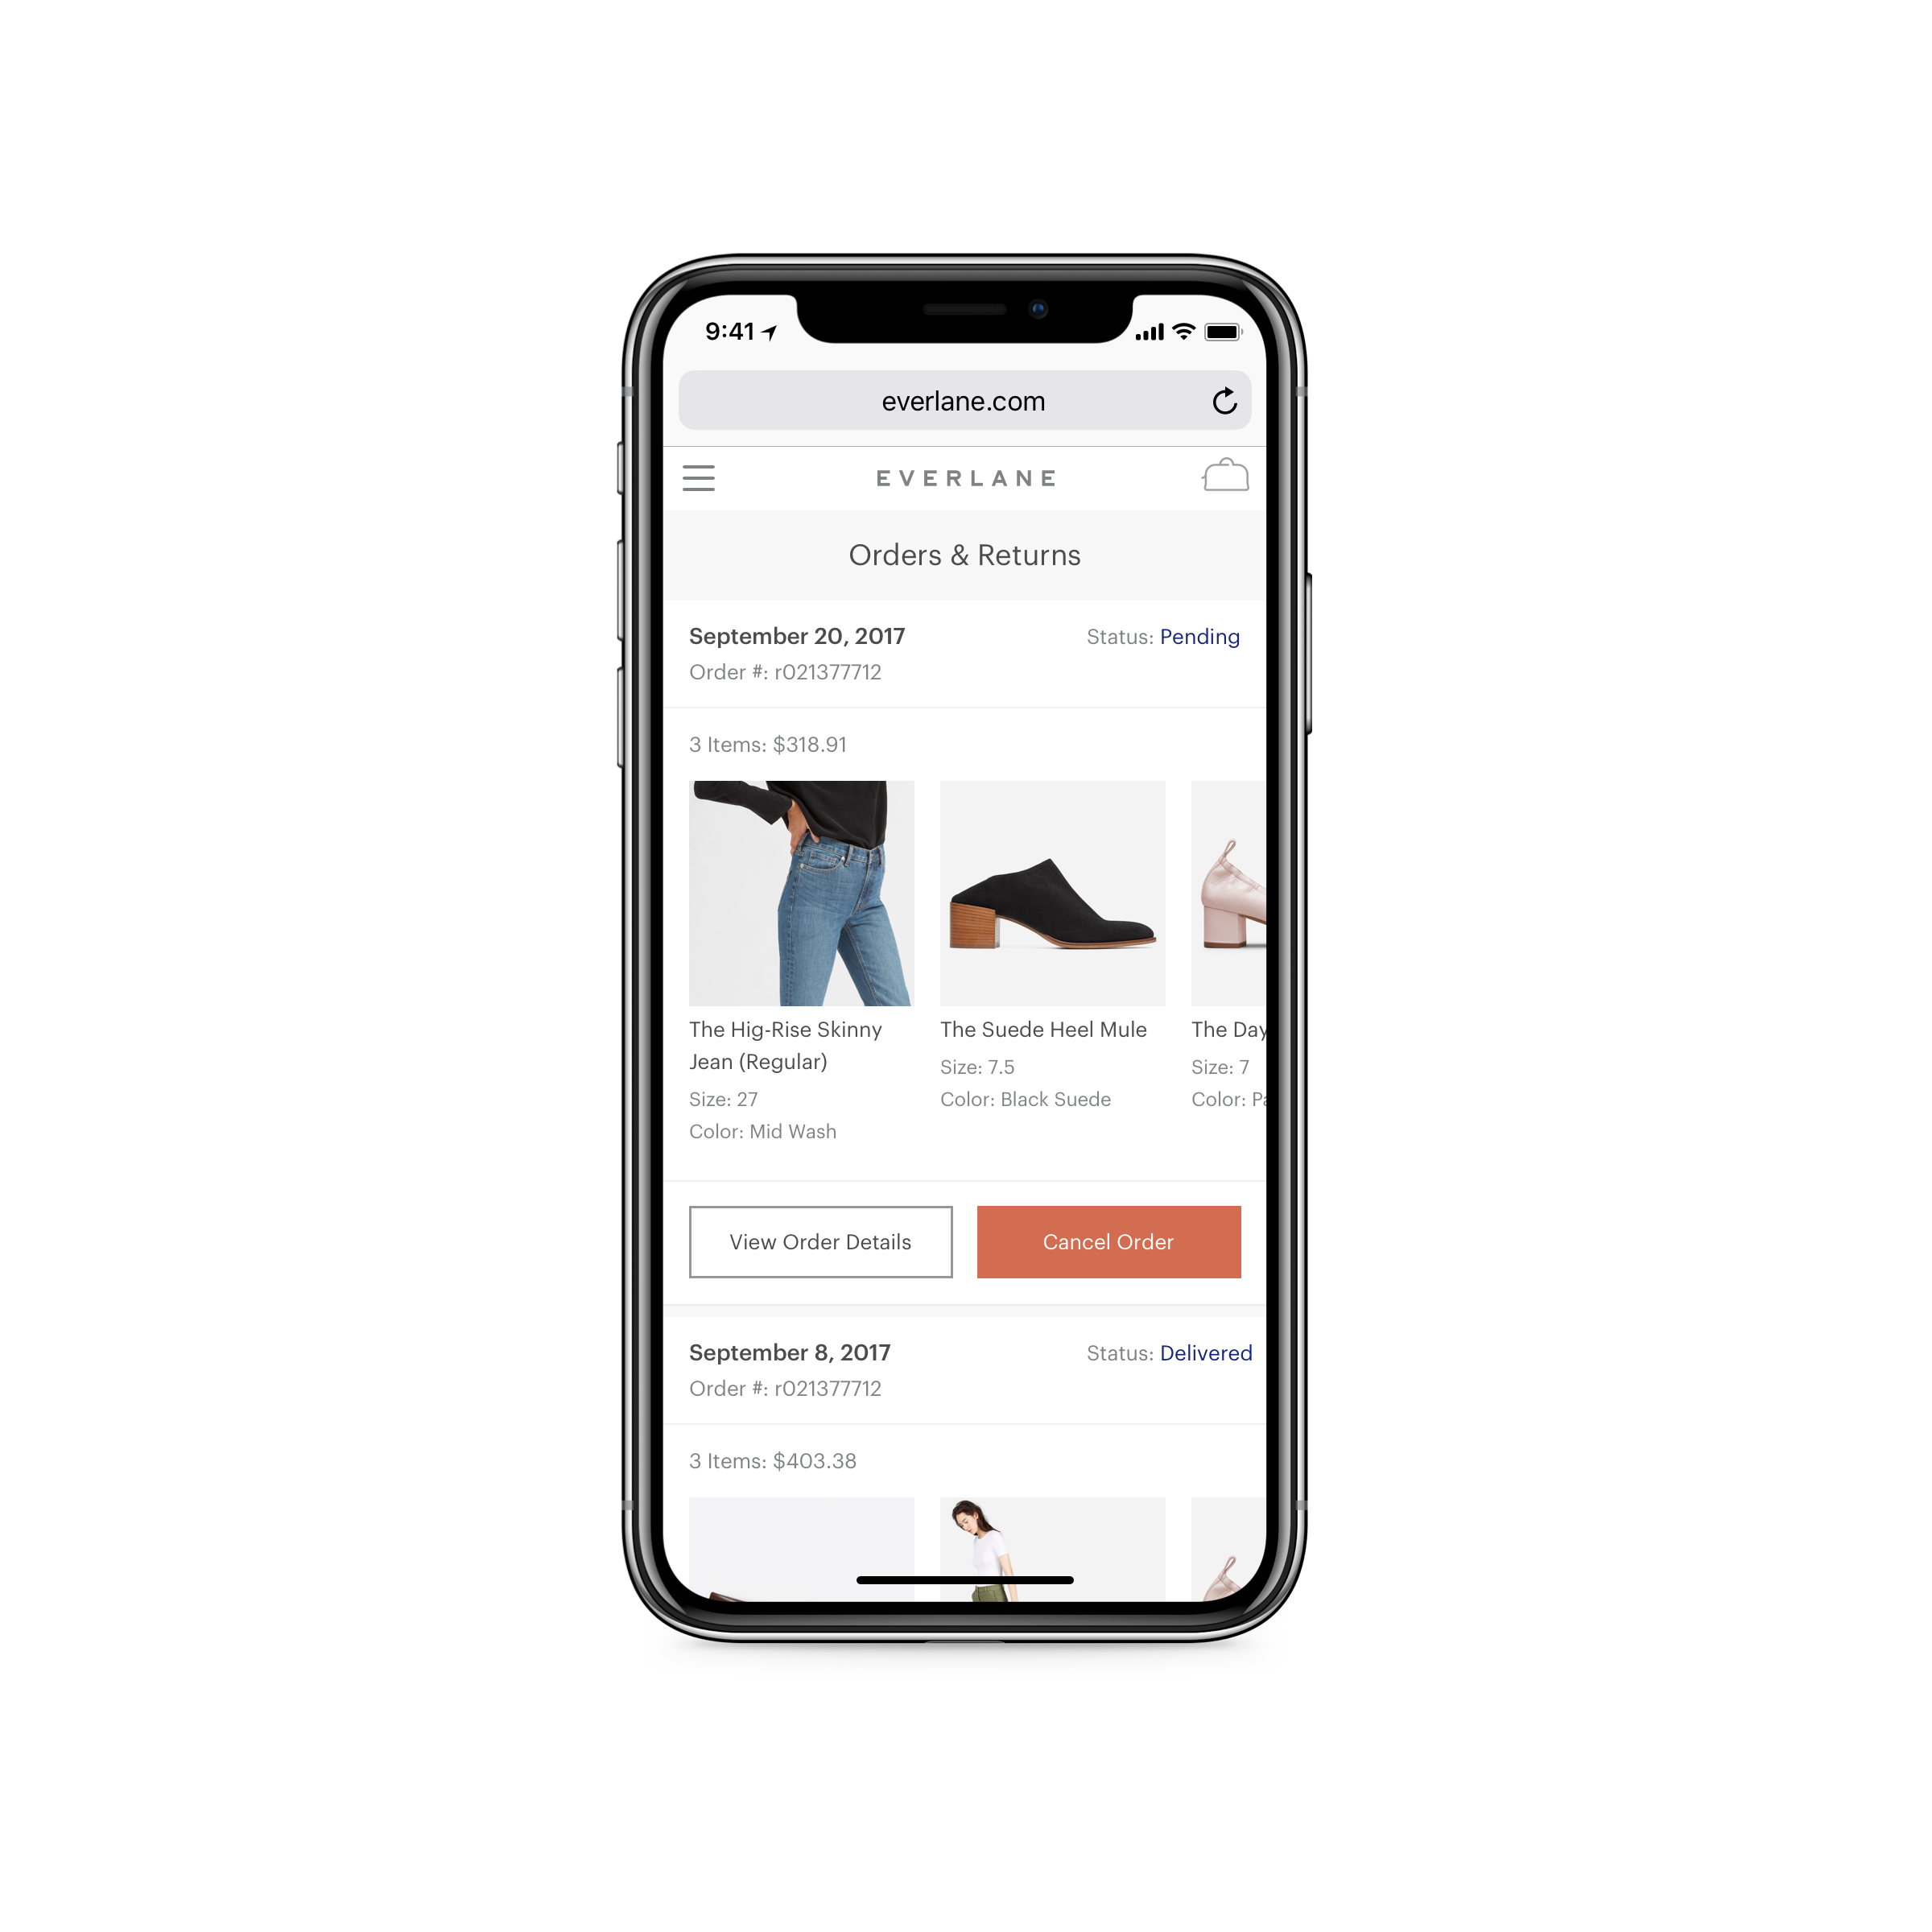 9:41
everlane.com
EVERLANE
Orders & Returns
September 20, 2017
Status: Pending
Order #: r021377712
3 Items: $318.91
The Hig-Rise Skinny
Jean (Regular)
Size: 27
Color: Mid Wash
The Suede Heel Mule
Size: 7.5
Color: Black Suede
The Day
Size: 7
Color:
View Order Details
Cancel Order
September 8, 2017
Status: Delivered
Order #: r021377712
3 Items: $403.38